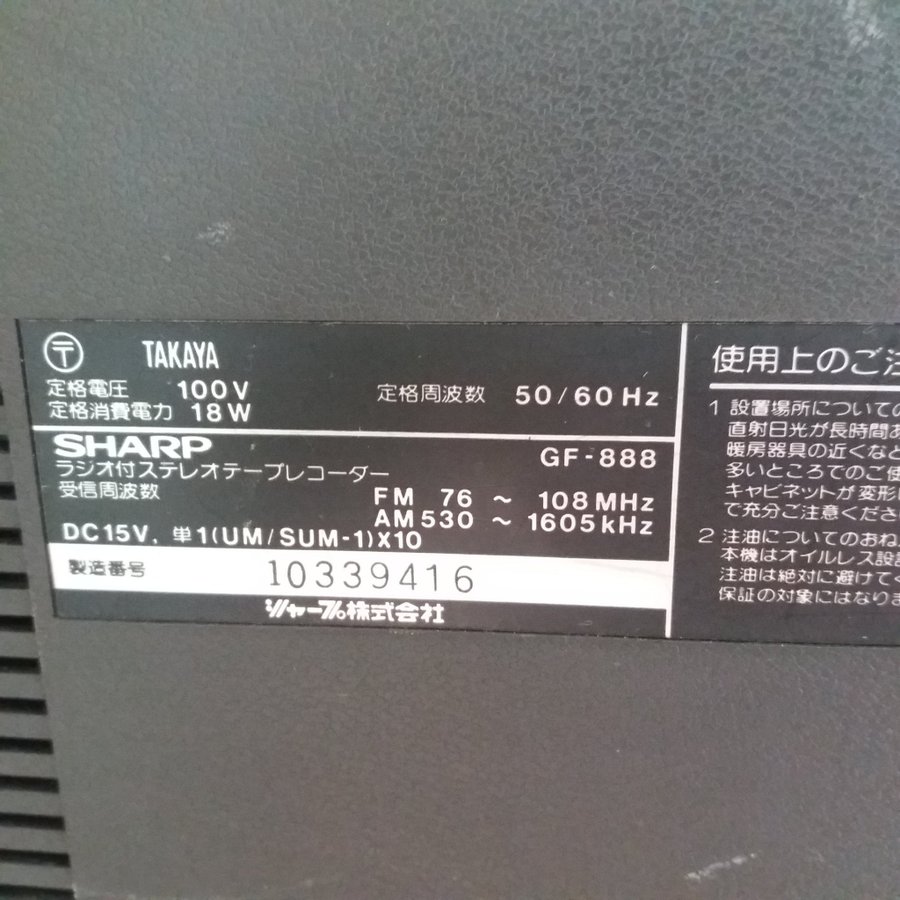 〒 TAKAYA
定格電圧 100V 定格周波数 50/60Hz
定格消費電力 18W
SHARP GF-888
ラジオ付ステレオテープレコーダー
受信周波数 FM 76 ~ 108MHz
AM 530 ~ 1605kHz
DC15V, 単1(UM/SUM-1)X10
製造番号 10339416
シャープ株式会社
使用上のご注
1 設置場所についての
直射日光が長時間あ
暖房器具の近くなと
多いところでのご使
キャビネットが変形
で充分ご注意くださ
2 注油についてのおね
本機はオイルレス設
注油は絶対に避けてく
保証の対象にはなりま